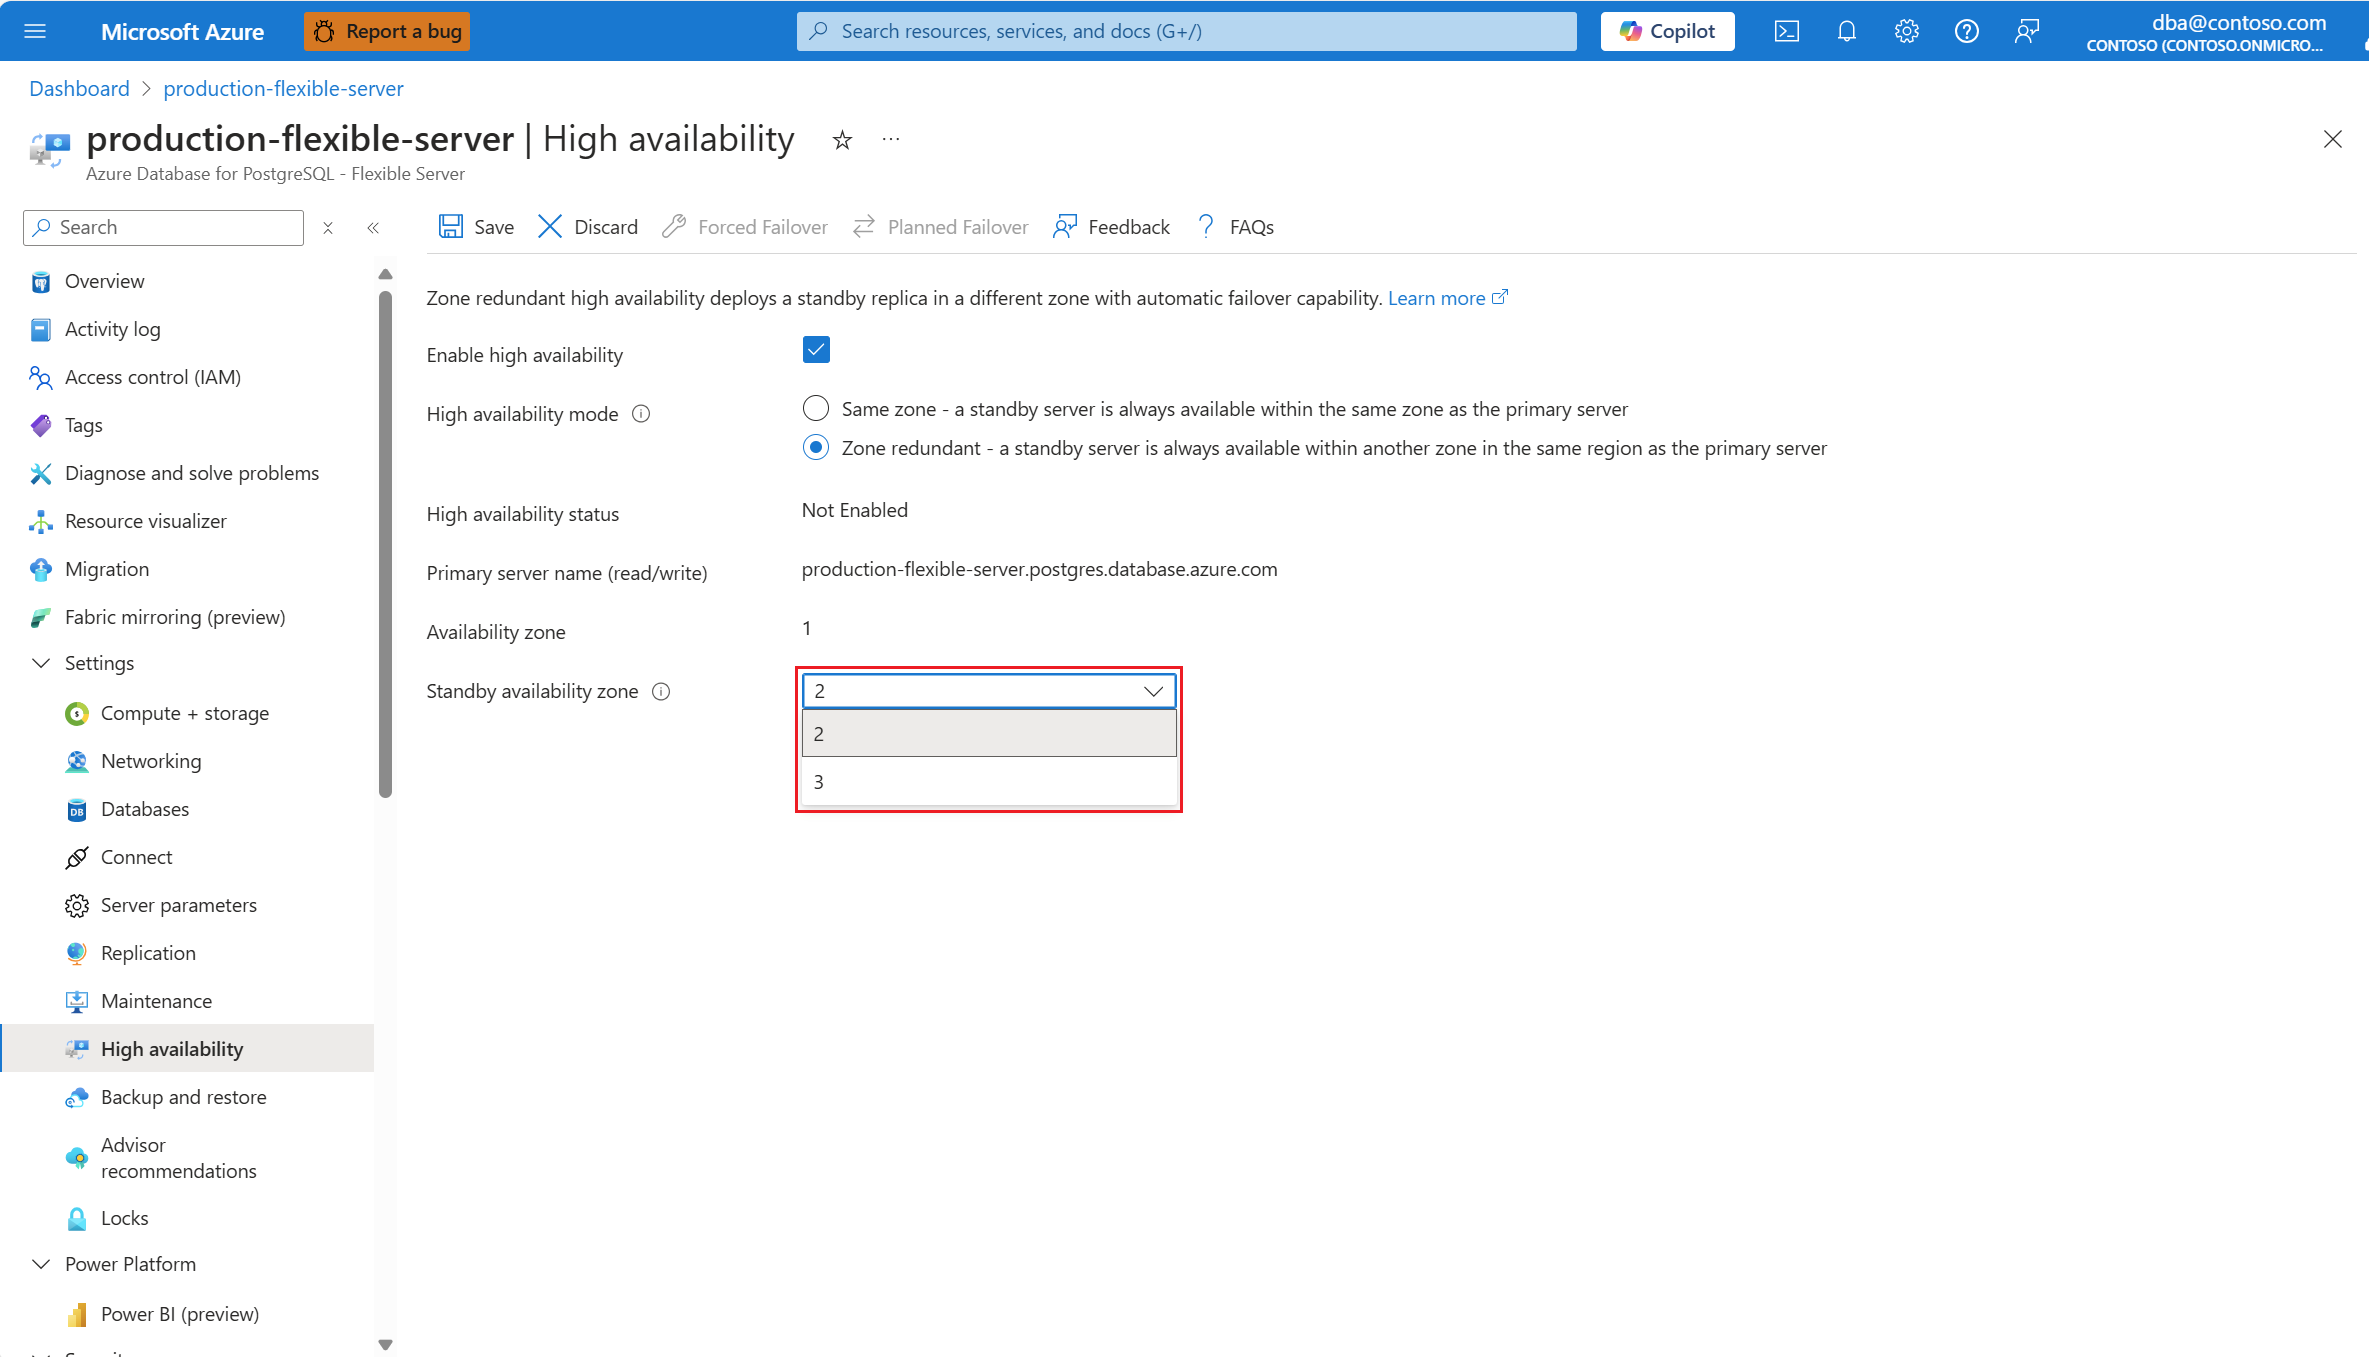 Microsoft Azure
Report a bug
Search resources, services, and docs (G+/)
Copilot
dba@contoso.com
CONTOSO (CONTOSO.ONMICRO...
Dashboard > production-flexible-server
production-flexible-server | High availability
Azure Database for PostgreSQL - Flexible Server
Search
Save
Discard
Forced Failover
Planned Failover
Feedback
FAQs
Overview
Activity log
Access control (IAM)
Tags
Diagnose and solve problems
Resource visualizer
Migration
Fabric mirroring (preview)
Settings
Compute + storage
Networking
Databases
Connect
Server parameters
Replication
Maintenance
High availability
Backup and restore
Advisor
recommendations
Locks
Power Platform
Power BI (preview)
Zone redundant high availability deploys a standby replica in a different zone with automatic failover capability. Learn more
Enable high availability
High availability mode
Same zone - a standby server is always available within the same zone as the primary server
Zone redundant - a standby server is always available within another zone in the same region as the primary server
High availability status
Not Enabled
Primary server name (read/write)
production-flexible-server.postgres.database.azure.com
Availability zone
1
Standby availability zone
2
2
3